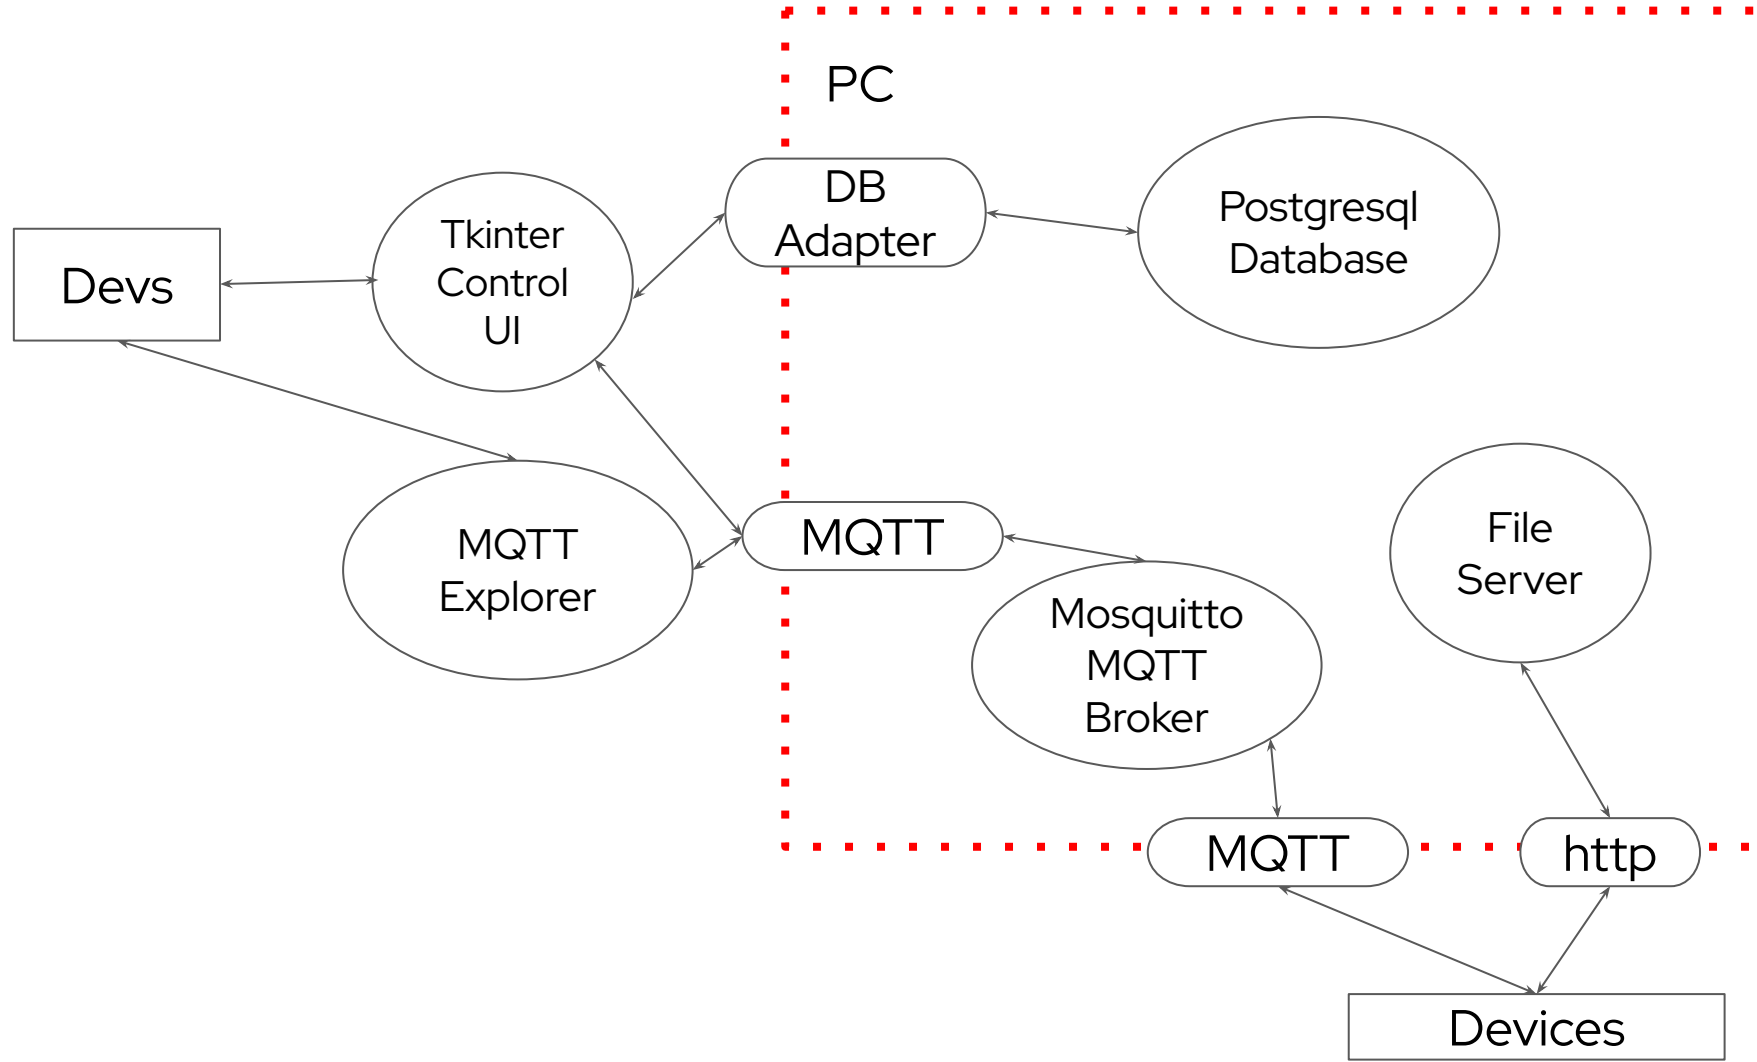 PC
DB
Adapter
Postgresql
Database
Tkinter
Control
UI
Devs
MQTT
Explorer
MQTT
File
Server
Mosquitto
MQTT
Broker
MQTT
http
Devices